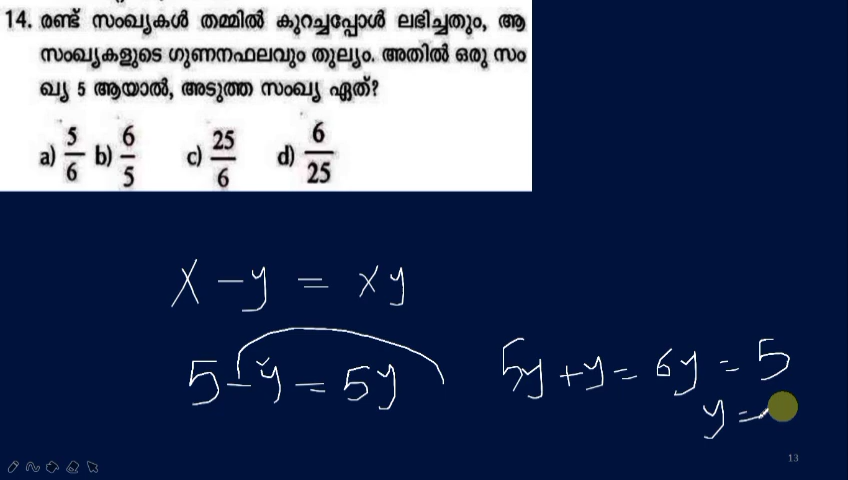 14. രണ്ട് സംഖ്യകൾ തമ്മിൽ കുറച്ചപ്പോൾ ലഭിച്ചതും, ആ
സംഖ്യകളുടെ ഗുണനഫലവും തുല്യം. അതിൽ ഒരു സം
ഖ്യ 5 ആയാൽ, അടുത്ത സംഖ്യ ഏത്?
a) 5/6 b) 6/5 c) 25/6 d) 6/25
x - y = xy
5 - y = 5y 5y + y = 6y = 5
y =
13